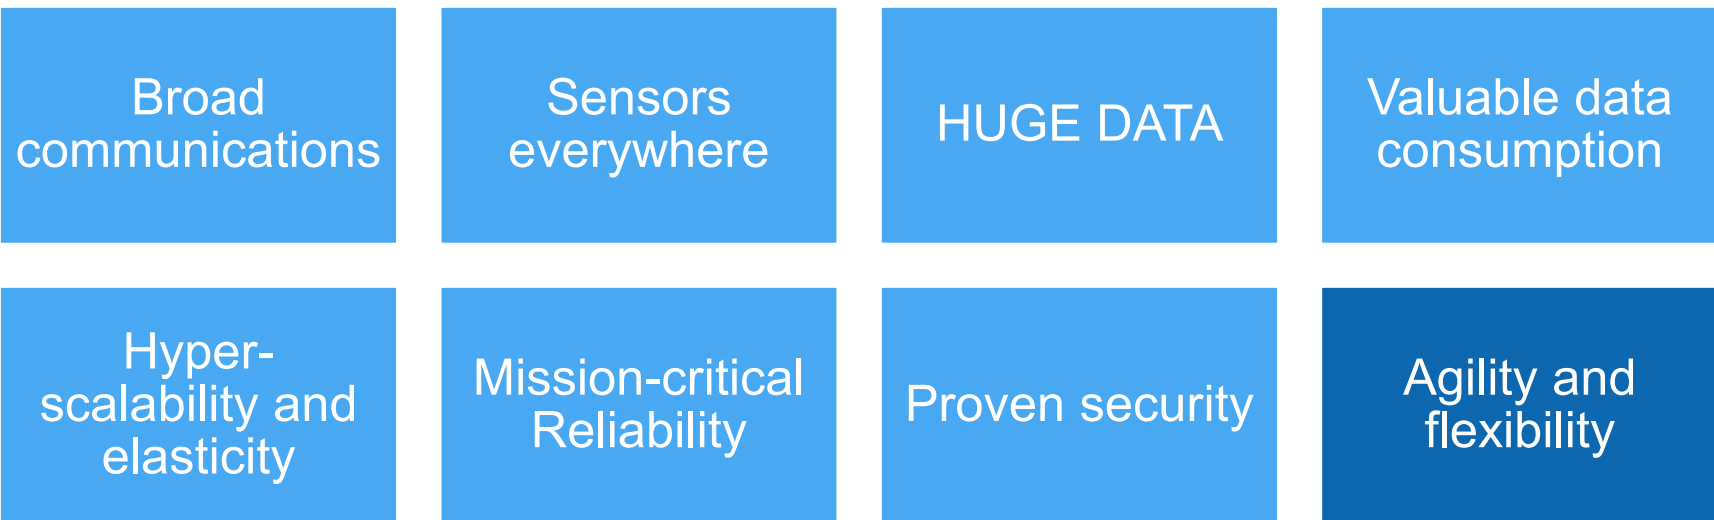 Broad
communications
Sensors
everywhere
HUGE DATA
Valuable data
consumption
Hyper-
scalability and
elasticity
Mission-critical
Reliability
Proven security
Agility and
flexibility